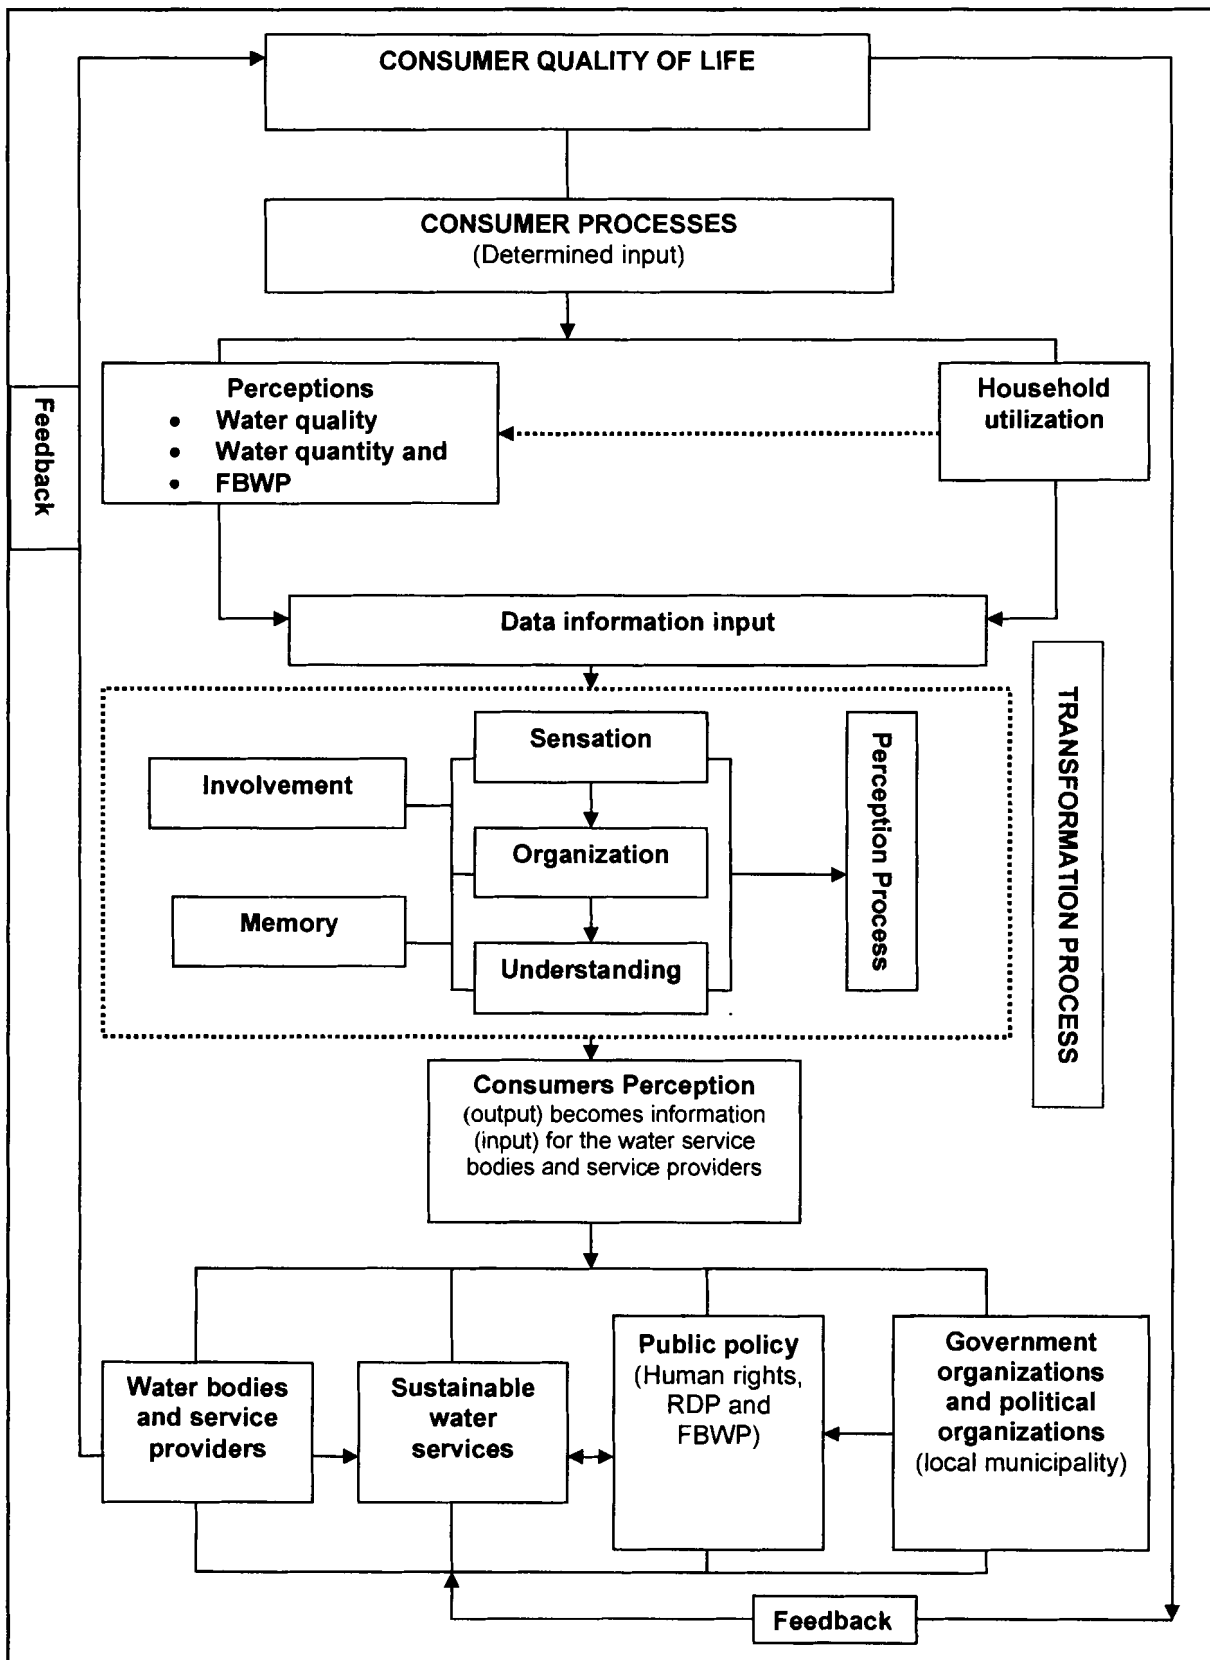 CONSUMER QUALITY OF LIFE
CONSUMER PROCESSES
(Determined input)
Perceptions
• Water quality
• Water quantity and
• FBWP
Household
utilization
Feedback
Data information input
TRANSFORMATION PROCESS
Sensation
Involvement
Organization
Memory
Understanding
Perception Process
Consumers Perception
(output) becomes information
(input) for the water service
bodies and service providers
Water bodies
and service
providers
Sustainable
water
services
Public policy
(Human rights,
RDP and
FBWP)
Government
organizations
and political
organizations
(local municipality)
Feedback